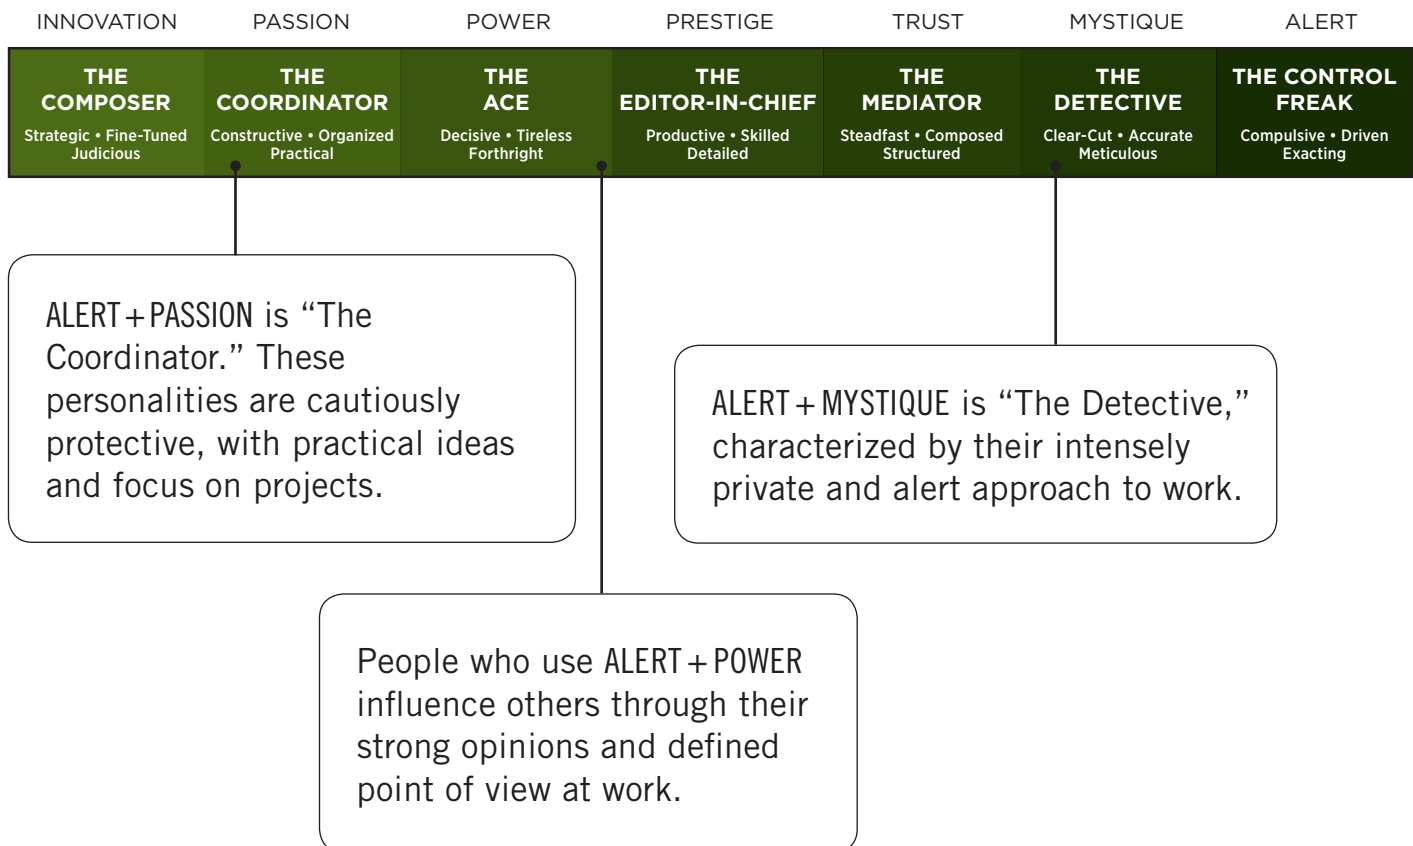 INNOVATION PASSION POWER PRESTIGE TRUST MYSTIQUE ALERT
THE COMPOSER
Strategic • Fine-Tuned
Judicious
THE COORDINATOR
Constructive • Organized
Practical
THE ACE
Decisive • Tireless
Forthright
THE EDITOR-IN-CHIEF
Productive • Skilled
Detailed
THE MEDIATOR
Steadfast • Composed
Structured
THE DETECTIVE
Clear-Cut • Accurate
Meticulous
THE CONTROL FREAK
Compulsive • Driven
Exacting
ALERT+PASSION is “The
Coordinator.” These
personalities are cautiously
protective, with practical ideas
and focus on projects.
ALERT+MYSTIQUE is “The Detective,”
characterized by their intensely
private and alert approach to work.
People who use ALERT+POWER
influence others through their
strong opinions and defined
point of view at work.